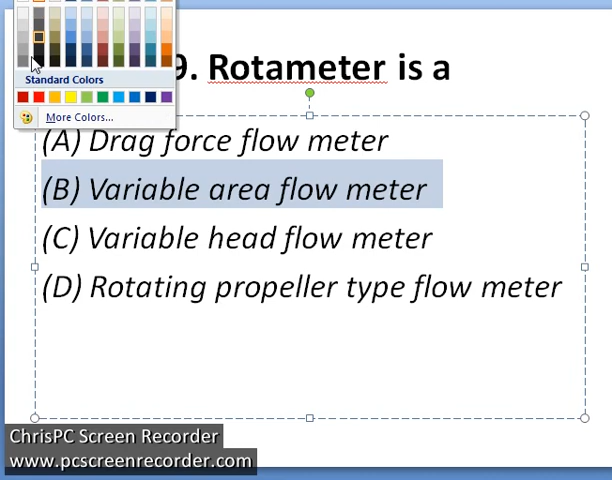 9. Rotameter is a
Standard Colors
More Colors...
(A) Drag force flow meter
(B) Variable area flow meter
(C) Variable head flow meter
(D) Rotating propeller type flow meter
ChrisPC Screen Recorder
www.pcscreenrecorder.com